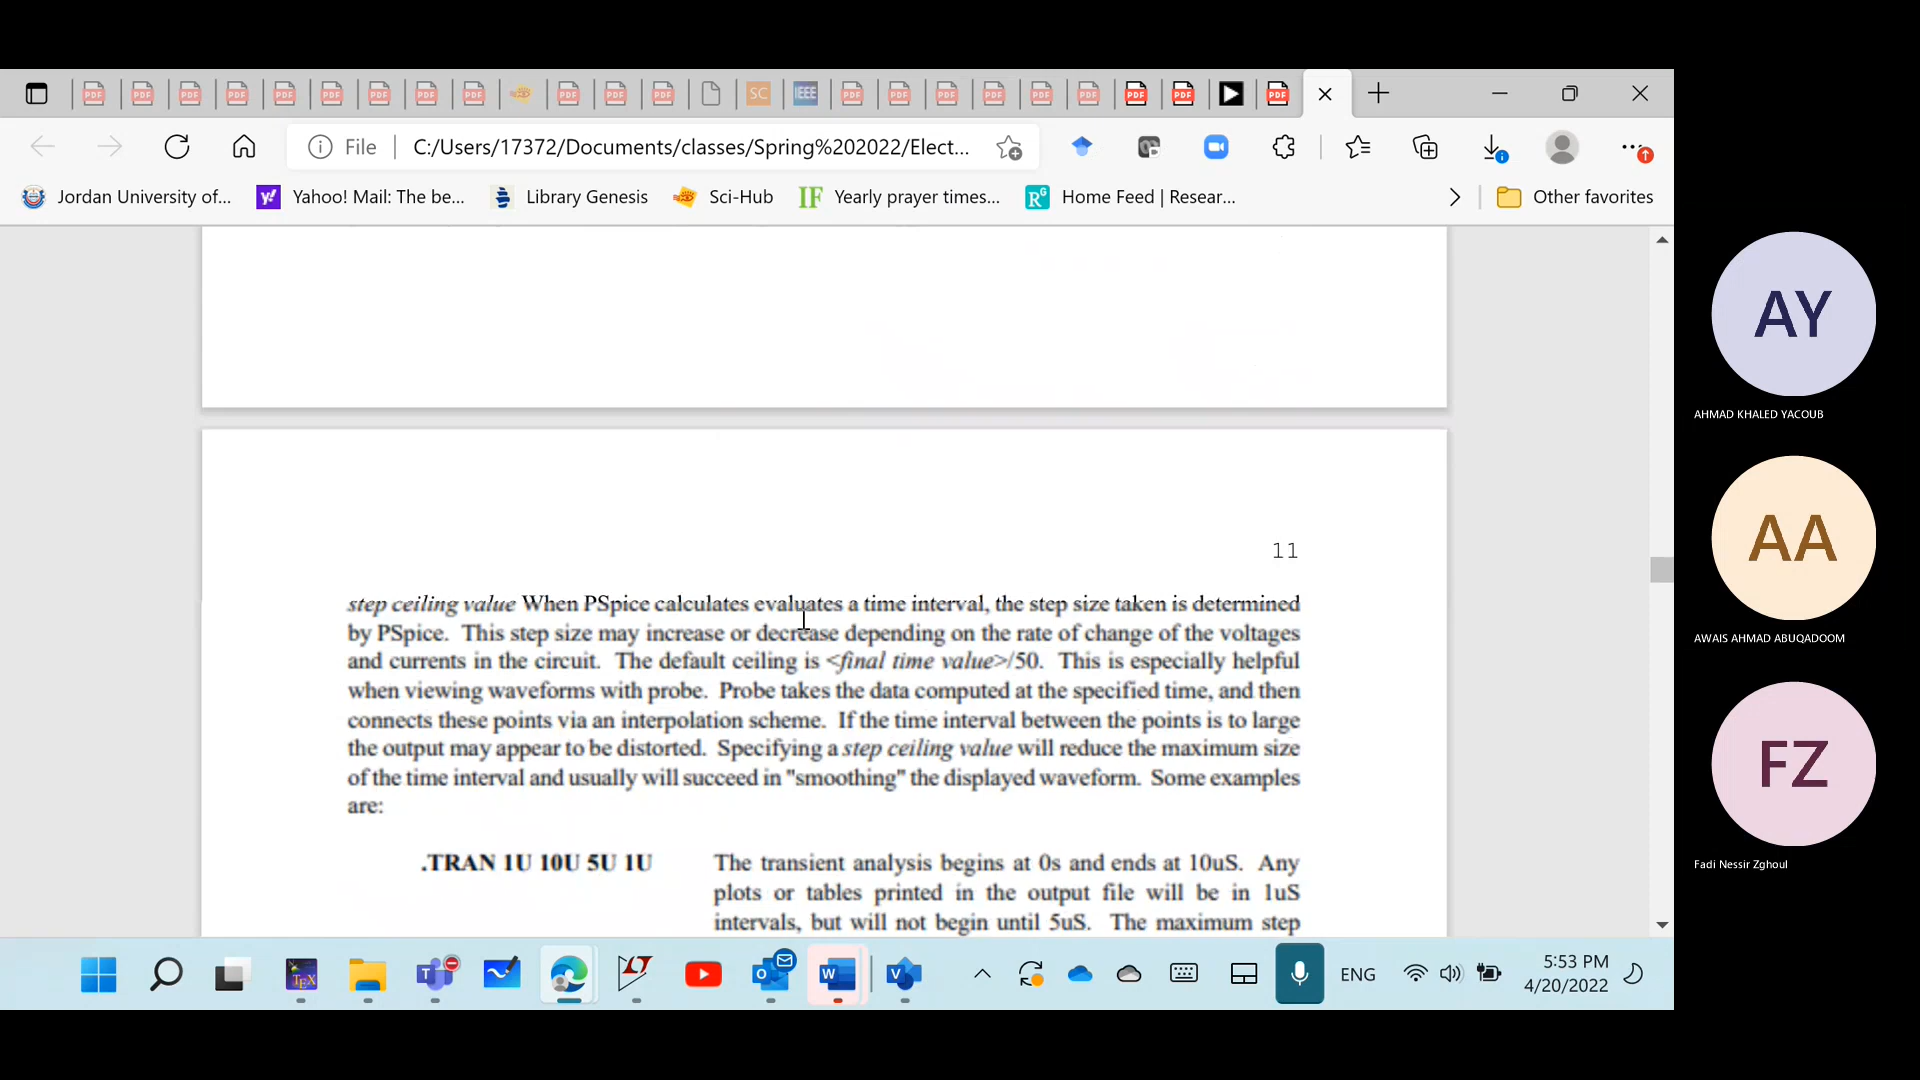 SC
IEEE
File
C:/Users/17372/Documents/classes/Spring%202022/Elect...
Jordan University of...
Yahoo! Mail: The be...
Library Genesis
Sci-Hub
IF
Yearly prayer times...
Home Feed | Resear...
Other favorites
11
step ceiling value When PSpice calculates evaluates a time interval, the step size taken is determined
by PSpice. This step size may increase or decrease depending on the rate of change of the voltages
and currents in the circuit. The default ceiling is <final time value>/50. This is especially helpful
when viewing waveforms with probe. Probe takes the data computed at the specified time, and then
connects these points via an interpolation scheme. If the time interval between the points is to large
the output may appear to be distorted. Specifying a step ceiling value will reduce the maximum size
of the time interval and usually will succeed in "smoothing" the displayed waveform. Some examples
are:
.TRAN 1U 10U 5U 1U
The transient analysis begins at 0s and ends at 10uS. Any
plots or tables printed in the output file will be in 1uS
intervals, but will not begin until 5uS. The maximum step
ENG
5:53 PM
4/20/2022
AY
AHMAD KHALED YACOUB
AA
AWAIS AHMAD ABUQADOOM
FZ
Fadi Nessir Zghoul